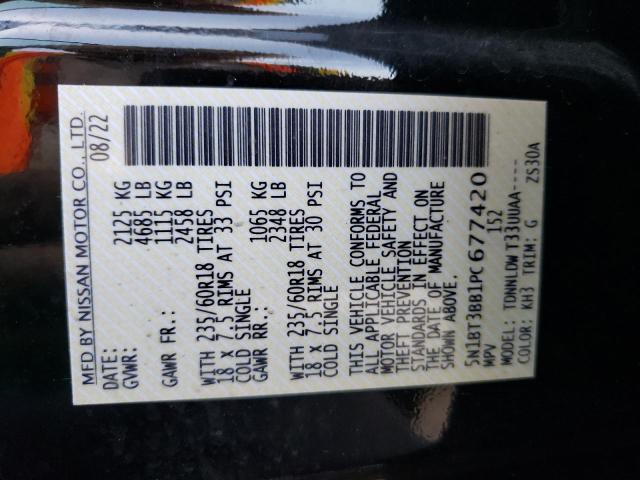 MFD BY NISSAN MOTOR CO., LTD.
DATE: 08/22
GVWR: 2125 KG
4685 LB
GAWR FR.: 1115 KG
2458 LB
WITH 235/60R18 TIRES
18 X 7.5 RIMS AT 33 PSI
COLD SINGLE
GAWR RR.: 1065 KG
2348 LB
WITH 235/60R18 TIRES
18 X 7.5 RIMS AT 30 PSI
COLD SINGLE
THIS VEHICLE CONFORMS TO
ALL APPLICABLE FEDERAL
MOTOR VEHICLE SAFETY AND
THEFT PREVENTION
STANDARDS IN EFFECT ON
THE DATE OF MANUFACTURE
SHOWN ABOVE.
5N1BT3BB1PC677420
MPV 152
MODEL: TDNNLDW T33UUAA----
COLOR: KH3 TRIM: G ZS30A